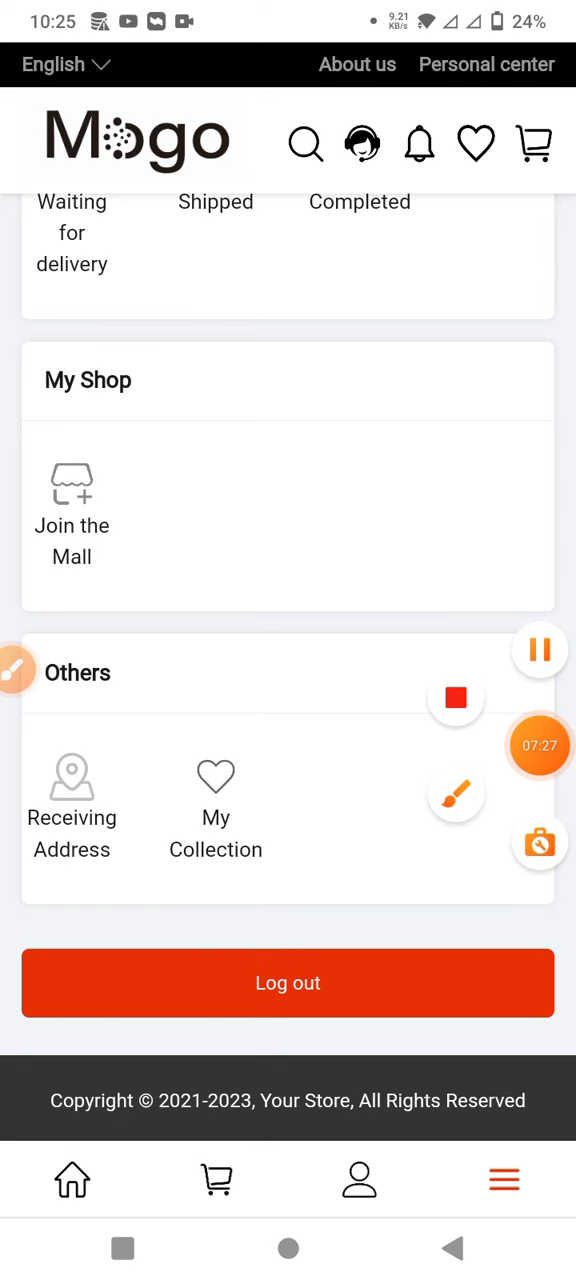 10:25 9.21 KB/s 24%
English About us Personal center
Mogo
Waiting for delivery
Shipped
Completed
My Shop
Join the Mall
Others
07:27
Receiving Address
My Collection
Log out
Copyright © 2021-2023, Your Store, All Rights Reserved